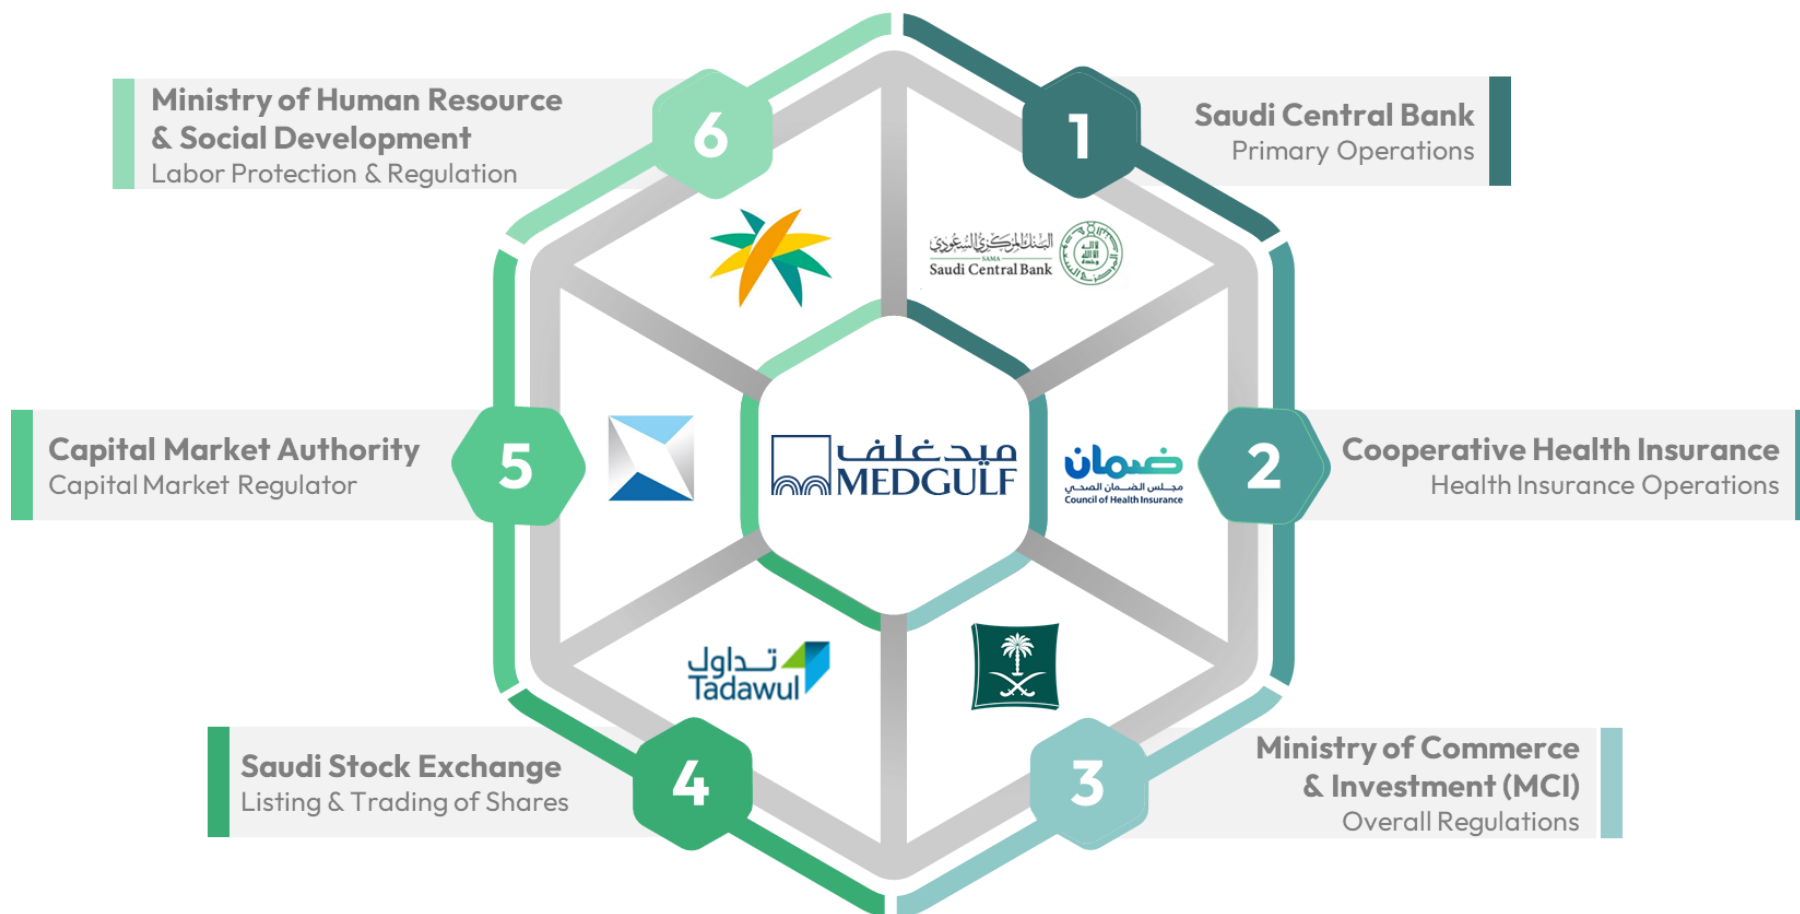 Ministry of Human Resource
& Social Development
Labor Protection & Regulation
6
1
Saudi Central Bank
Primary Operations
البنك المركزي السعودي
SAMA
Saudi Central Bank
Capital Market Authority
Capital Market Regulator
5
ميدغلف
MEDGULF
ضمان
مجلس الضمان الصحي
Council of Health Insurance
2
Cooperative Health Insurance
Health Insurance Operations
تداول
Tadawul
Saudi Stock Exchange
Listing & Trading of Shares
4
3
Ministry of Commerce
& Investment (MCI)
Overall Regulations